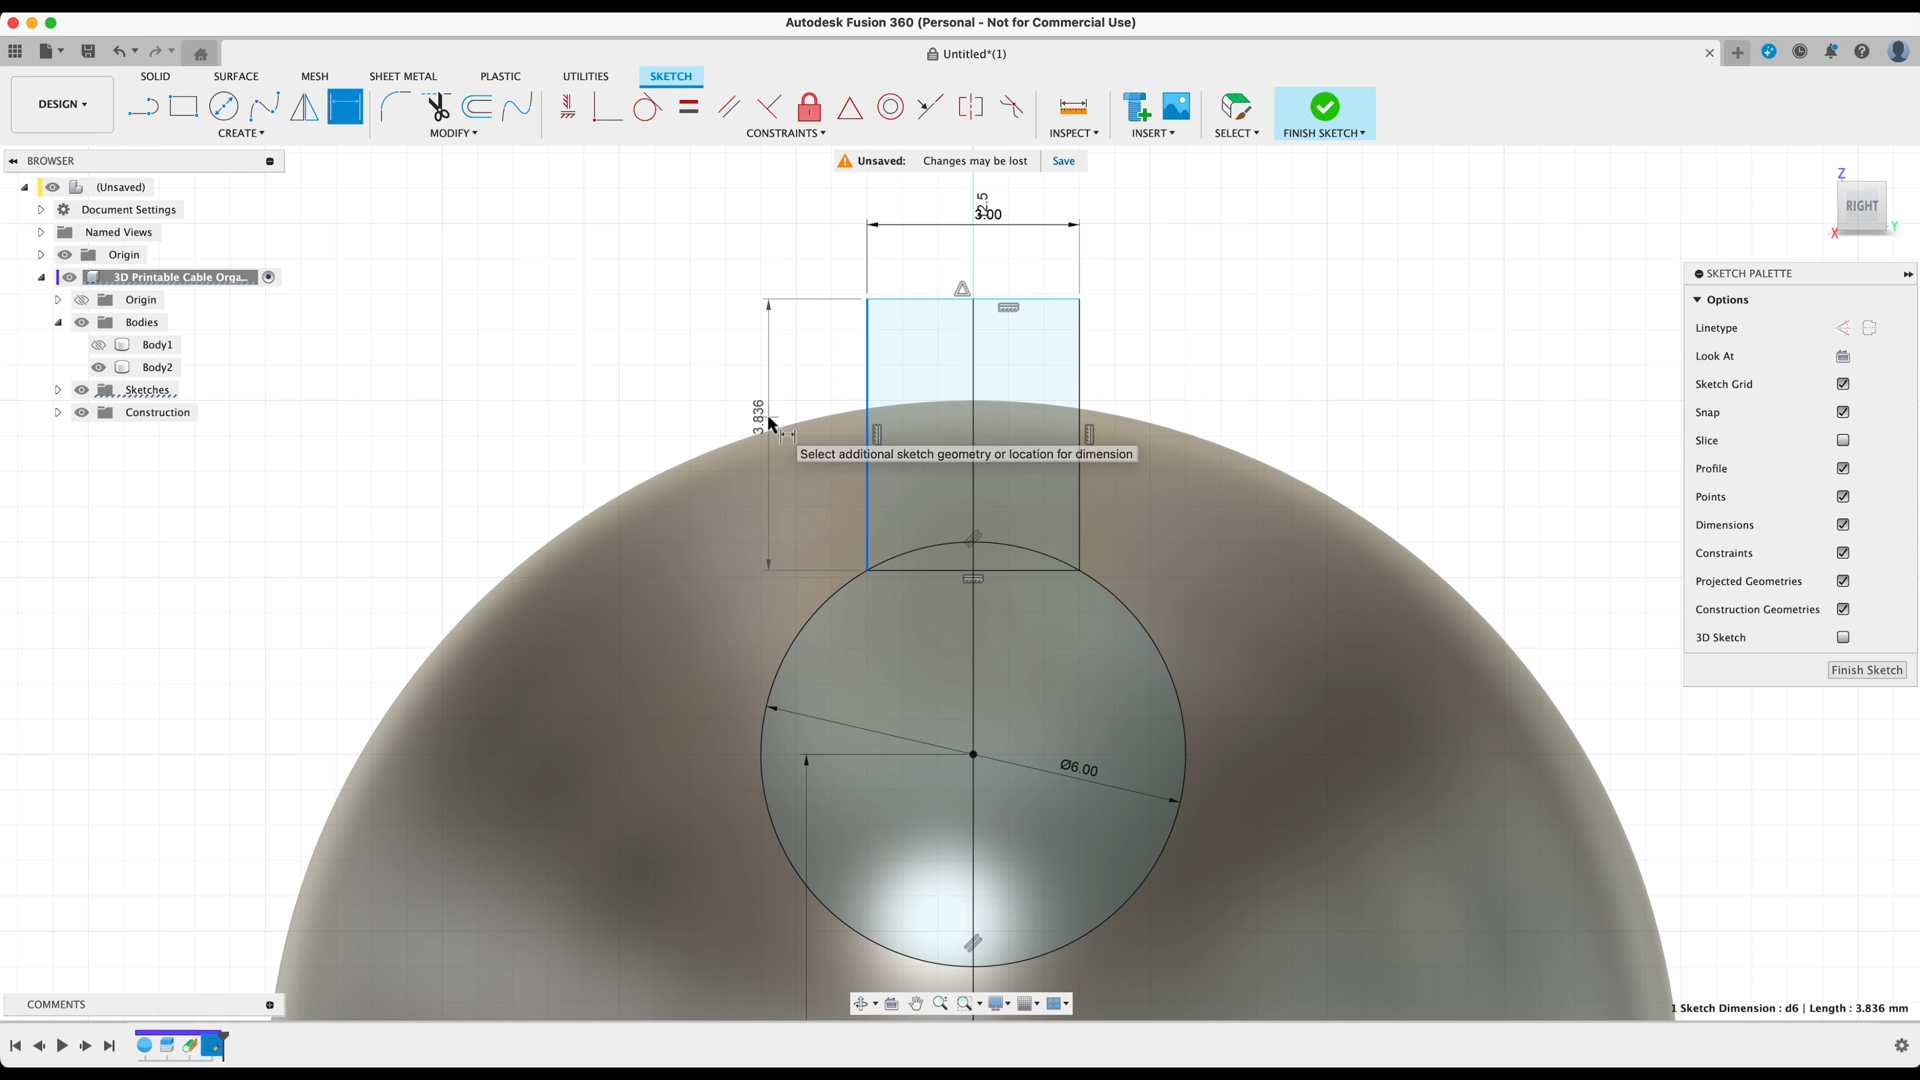 Autodesk Fusion 360 (Personal - Not for Commercial Use)
Untitled*(1)
SOLID
SURFACE
MESH
SHEET METAL
PLASTIC
UTILITIES
SKETCH
DESIGN
CREATE
MODIFY
CONSTRAINTS
INSPECT
INSERT
SELECT
FINISH SKETCH
BROWSER
Unsaved: Changes may be lost Save
(Unsaved)
Document Settings
Named Views
Origin
3D Printable Cable Orga...
Origin
Bodies
Body1
Body2
Sketches
Construction
Z
RIGHT
X
Y
3.00
3.836
Select additional sketch geometry or location for dimension
Ø6.00
SKETCH PALETTE
Options
Linetype
Look At
Sketch Grid
Snap
Slice
Profile
Points
Dimensions
Constraints
Projected Geometries
Construction Geometries
3D Sketch
Finish Sketch
COMMENTS
1 Sketch Dimension : d6 | Length : 3.836 mm